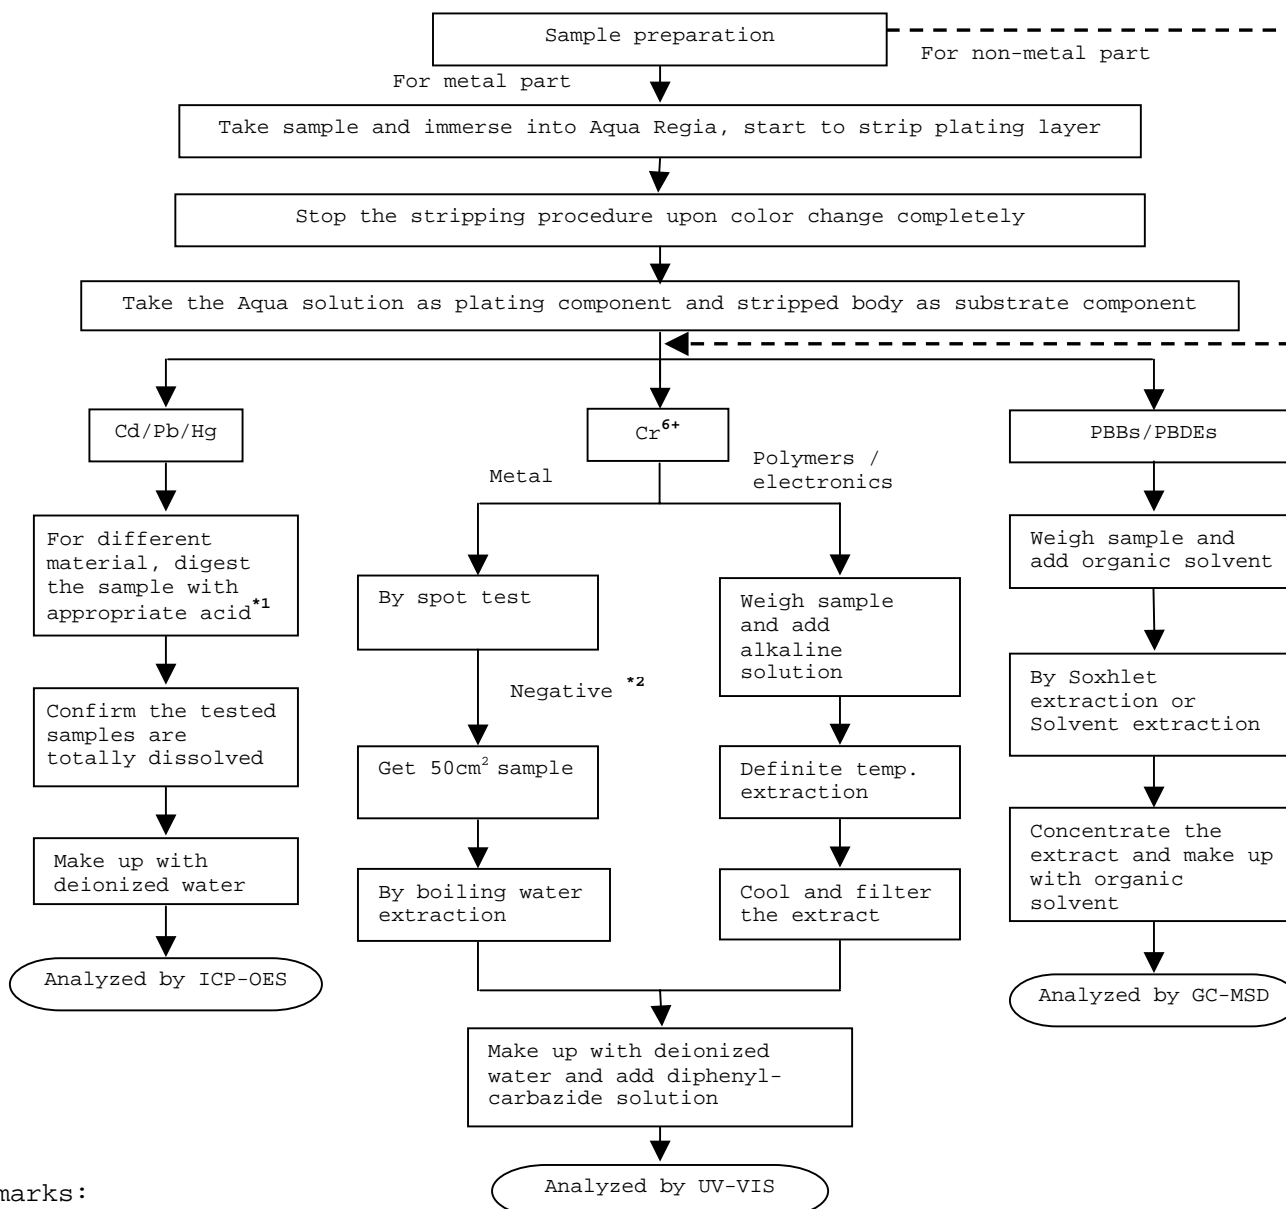 Sample preparation
For non-metal part
For metal part
Take sample and immerse into Aqua Regia, start to strip plating layer
Stop the stripping procedure upon color change completely
Take the Aqua solution as plating component and stripped body as substrate component
Cd/Pb/Hg
Cr6+
PBBs/PBDEs
Metal
Polymers /
electronics
For different
material, digest
the sample with
appropriate acid*1
By spot test
Weigh sample
and add
alkaline
solution
Weigh sample and
add organic solvent
Negative *2
Confirm the tested
samples are
totally dissolved
Get 50cm2 sample
Definite temp.
extraction
By Soxhlet
extraction or
Solvent extraction
Make up with
deionized water
By boiling water
extraction
Cool and filter
the extract
Concentrate the
extract and make up
with organic
solvent
Analyzed by ICP-OES
Analyzed by GC-MSD
Make up with deionized
water and add diphenyl-
carbazide solution
Analyzed by UV-VIS
marks: